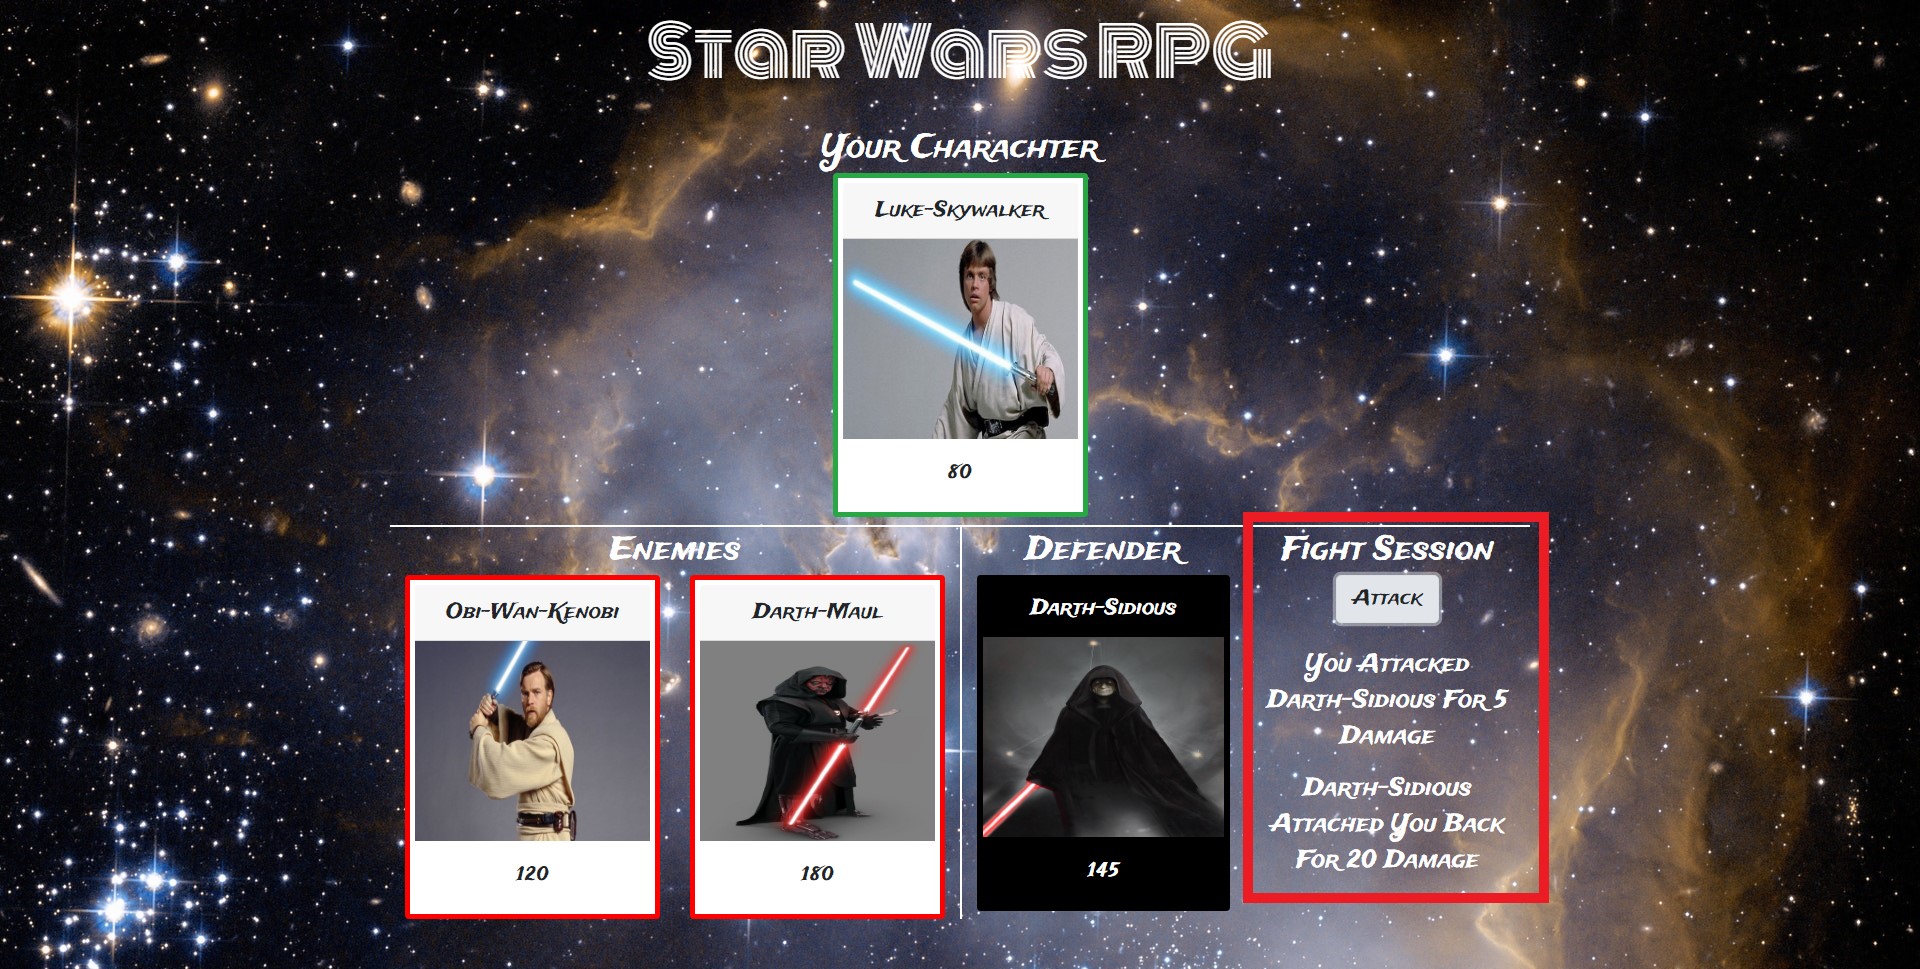 Star Wars RPG
Your Charachter
Luke-Skywalker
80
Enemies
Obi-Wan-Kenobi
120
Darth-Maul
180
Defender
Darth-Sidious
145
Fight Session
Attack
You Attacked
Darth-Sidious For 5
Damage
Darth-Sidious
Attached You Back
For 20 Damage